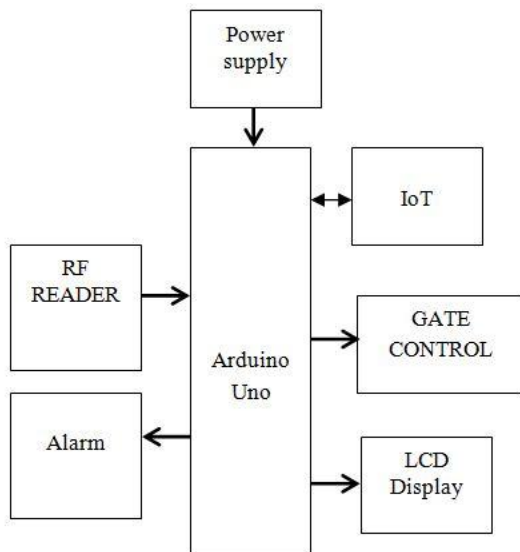 Power
supply
IoT
RF
READER
GATE
CONTROL
Arduino
Uno
Alarm
LCD
Display